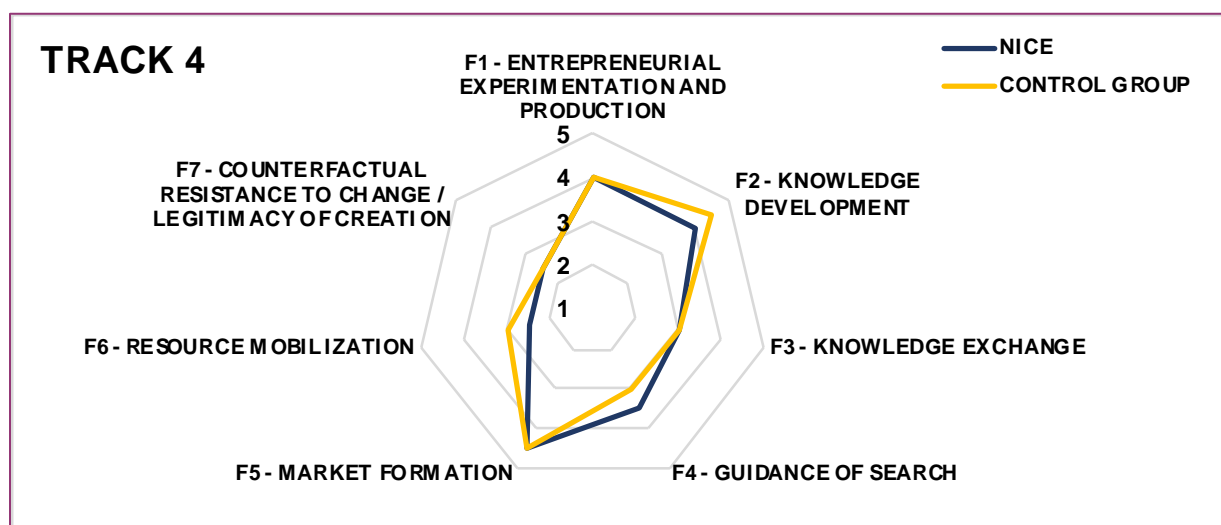 TRACK 4
NICE
CONTROL GROUP
F1 - ENTREPRENEURIAL
EXPERIMENTATION AND
PRODUCTION
F2 - KNOWLEDGE
DEVELOPMENT
F3 - KNOWLEDGE EXCHANGE
F4 - GUIDANCE OF SEARCH
F5 - MARKET FORMATION
F6 - RESOURCE MOBILIZATION
F7 - COUNTERFACTUAL
RESISTANCE TO CHANGE /
LEGITIMACY OF CREATION
5
4
3
2
1